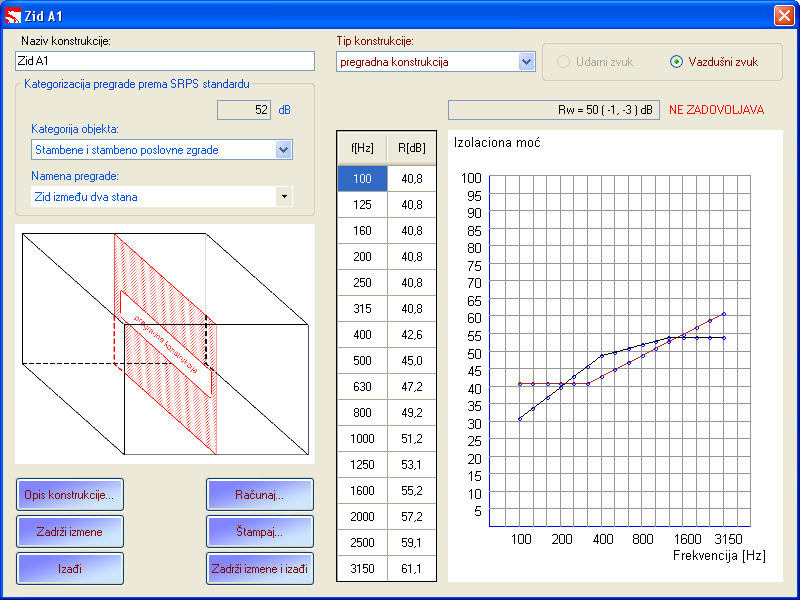 Zid A1
Naziv konstrukcije:
Zid A1
Kategorizacija pregrade prema SRPS standardu
52 dB
Kategorija objekta:
Stambene i stambeno poslovne zgrade
Namena pregrade:
Zid između dva stana
pregradna konstrukcija
Opis konstrukcije...
Računaj...
Zadrži izmene
Štampaj...
Izađi
Zadrži izmene i izađi
Tip konstrukcije:
pregradna konstrukcija
Udarni zvuk
Vazdušni zvuk
Rw = 50 ( -1, -3 ) dB
NE ZADOVOLJAVA
f[Hz] R[dB]
100 40,8
125 40,8
160 40,8
200 40,8
250 40,8
315 40,8
400 42,6
500 45,0
630 47,2
800 49,2
1000 51,2
1250 53,1
1600 55,2
2000 57,2
2500 59,1
3150 61,1
Izolaciona moć
100
95
90
85
80
75
70
65
60
55
50
45
40
35
30
25
20
15
10
5
100 200 400 800 1600 3150
Frekvencija [Hz]